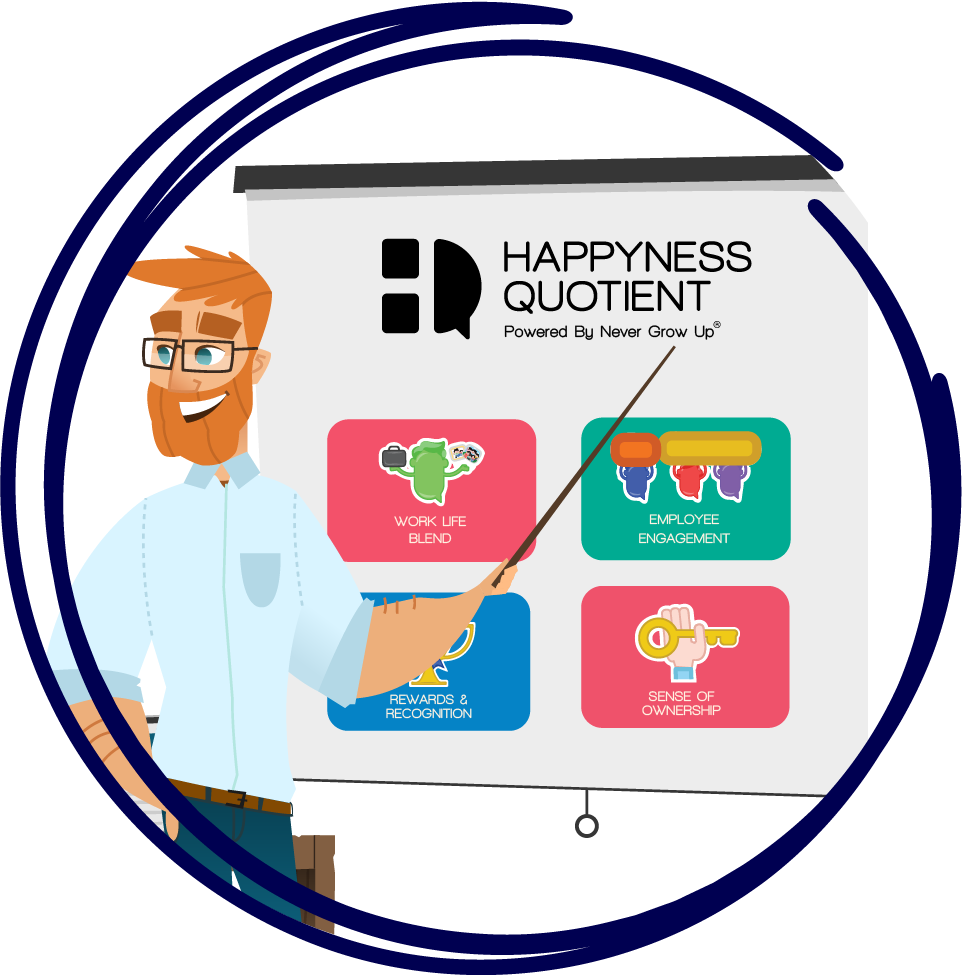 HAPPYNESS
QUOTIENT
Powered By Never Grow Up®
WORK LIFE
BLEND
EMPLOYEE
ENGAGEMENT
REWARDS &
RECOGNITION
SENSE OF
OWNERSHIP